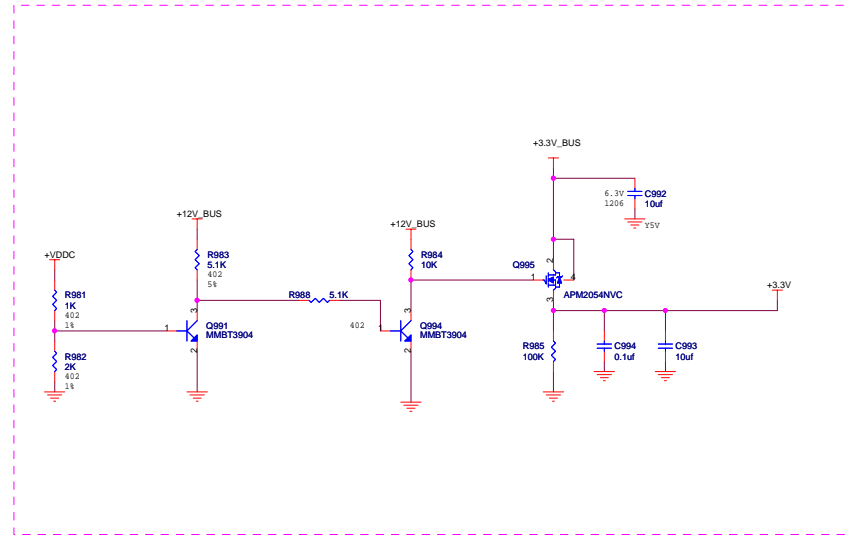 +3.3V_BUS
6.3V
1206
C992
10uf
Y5V
+12V_BUS
+12V_BUS
+VDDC
R983
5.1K
402
5%
R984
10K
Q995
2
1
4
3
APM2054NVC
+3.3V
R981
1K
402
1%
R988
5.1K
3
1
2
Q991
MMBT3904
402
3
1
2
Q994
MMBT3904
R982
2K
402
1%
R985
100K
C994
0.1uf
C993
10uf